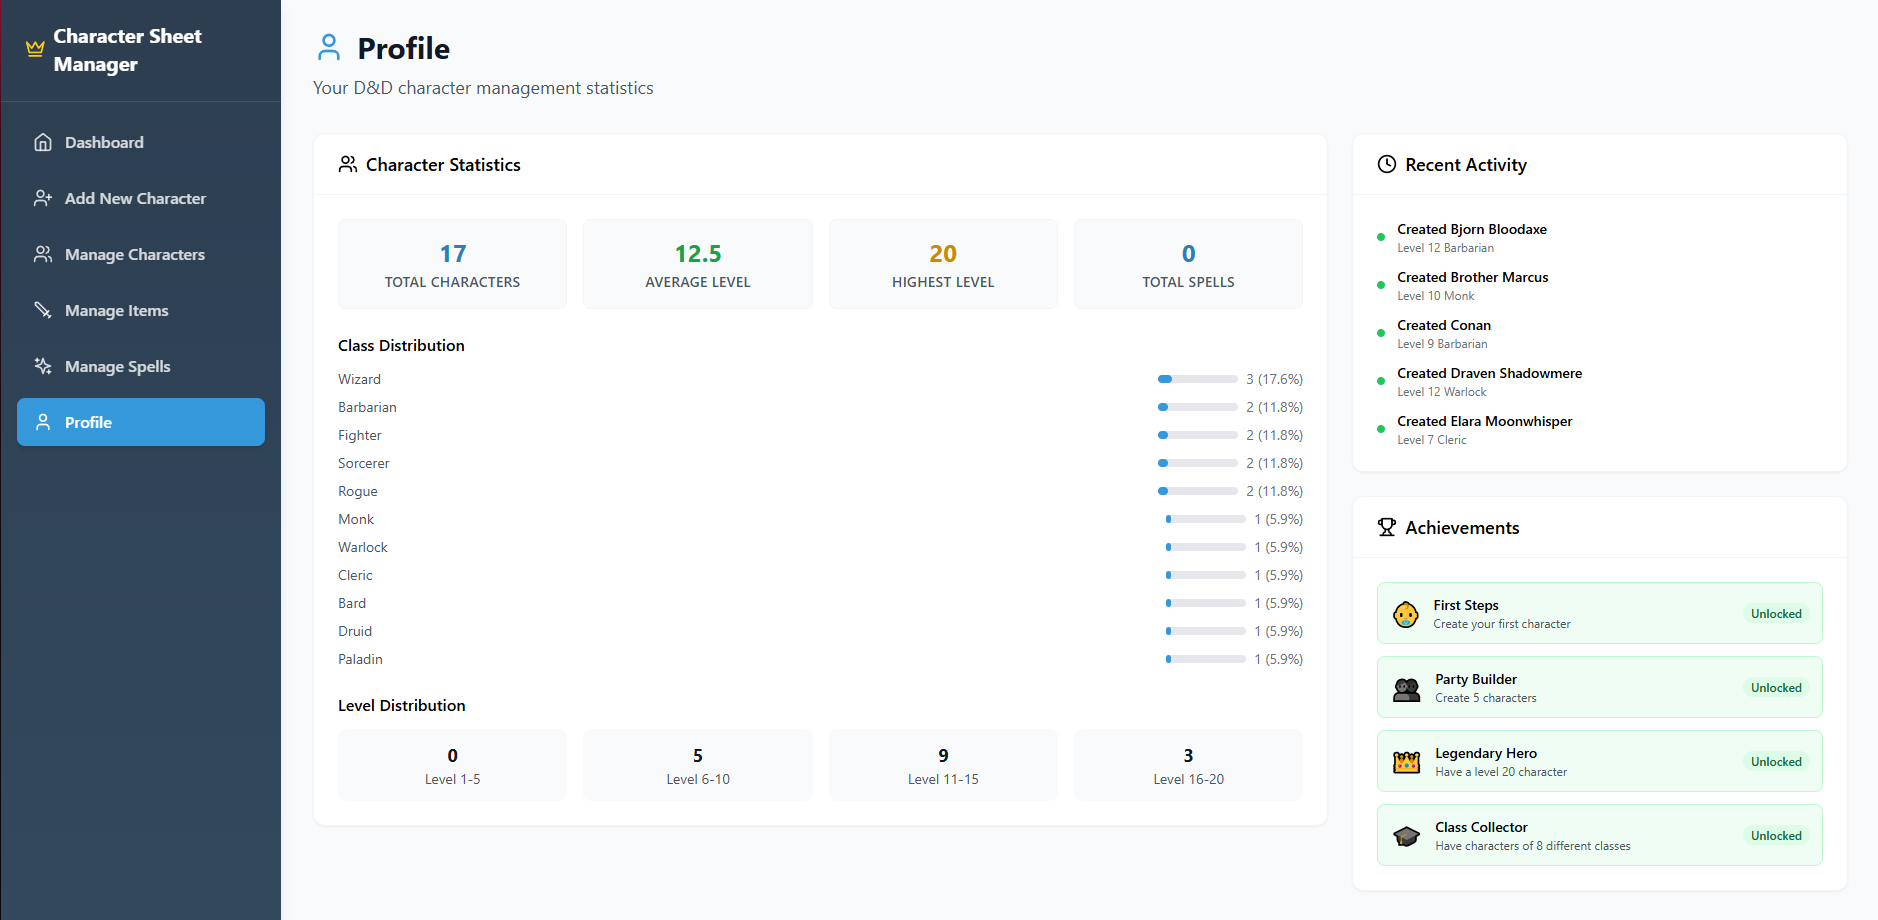 Character Sheet
Manager
Dashboard
Add New Character
Manage Characters
Manage Items
Manage Spells
Profile
Profile
Your D&D character management statistics
Character Statistics
17
TOTAL CHARACTERS
12.5
AVERAGE LEVEL
20
HIGHEST LEVEL
0
TOTAL SPELLS
Class Distribution
Wizard 3 (17.6%)
Barbarian 2 (11.8%)
Fighter 2 (11.8%)
Sorcerer 2 (11.8%)
Rogue 2 (11.8%)
Monk 1 (5.9%)
Warlock 1 (5.9%)
Cleric 1 (5.9%)
Bard 1 (5.9%)
Druid 1 (5.9%)
Paladin 1 (5.9%)
Level Distribution
0
Level 1-5
5
Level 6-10
9
Level 11-15
3
Level 16-20
Recent Activity
Created Bjorn Bloodaxe
Level 12 Barbarian
Created Brother Marcus
Level 10 Monk
Created Conan
Level 9 Barbarian
Created Draven Shadowmere
Level 12 Warlock
Created Elara Moonwhisper
Level 7 Cleric
Achievements
First Steps
Create your first character
Unlocked
Party Builder
Create 5 characters
Unlocked
Legendary Hero
Have a level 20 character
Unlocked
Class Collector
Have characters of 8 different classes
Unlocked